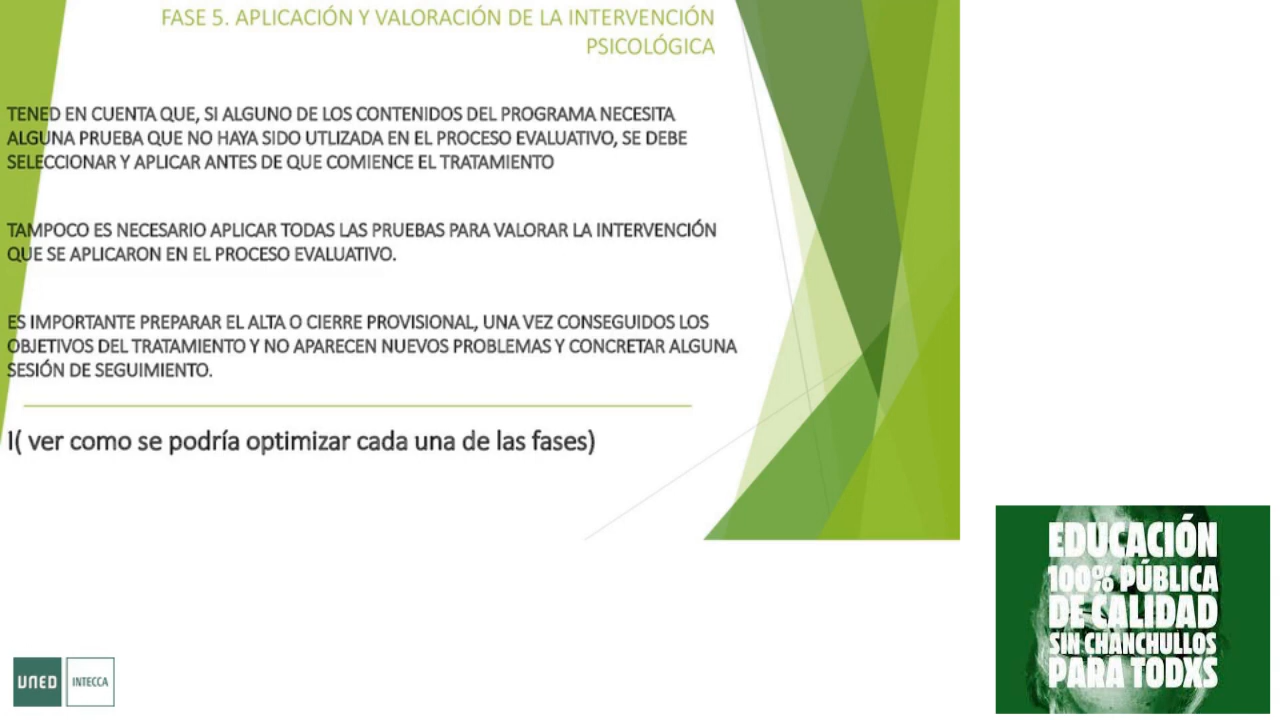 FASE 5. APLICACIÓN Y VALORACIÓN DE LA INTERVENCIÓN
PSICOLÓGICA
TENED EN CUENTA QUE, SI ALGUNO DE LOS CONTENIDOS DEL PROGRAMA NECESITA
ALGUNA PRUEBA QUE NO HAYA SIDO UTLIZADA EN EL PROCESO EVALUATIVO, SE DEBE
SELECCIONAR Y APLICAR ANTES DE QUE COMIENCE EL TRATAMIENTO
TAMPOCO ES NECESARIO APLICAR TODAS LAS PRUEBAS PARA VALORAR LA INTERVENCIÓN
QUE SE APLICARON EN EL PROCESO EVALUATIVO.
ES IMPORTANTE PREPARAR EL ALTA O CIERRE PROVISIONAL, UNA VEZ CONSEGUIDOS LOS
OBJETIVOS DEL TRATAMIENTO Y NO APARECEN NUEVOS PROBLEMAS Y CONCRETAR ALGUNA
SESIÓN DE SEGUIMIENTO.
I( ver como se podría optimizar cada una de las fases)
EDUCACIÓN
100% PÚBLICA
DE CALIDAD
SIN CHANCHULLOS
PARA TODXS
UNED INTECCA